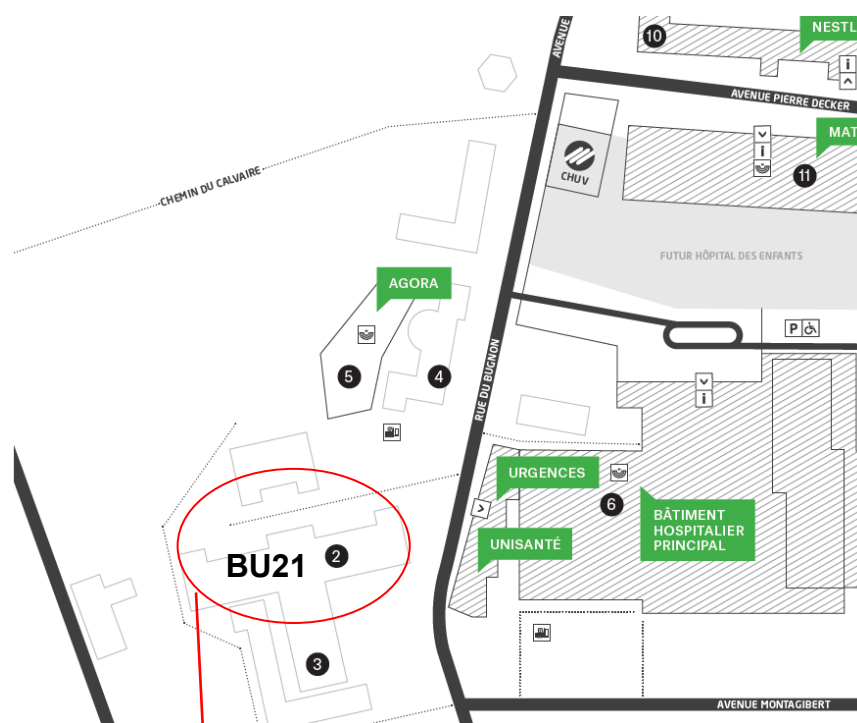 10
NESTL
AVENUE
i
AVENUE PIERRE DECKER
MAT
i
CHUV
11
CHEMIN DU CALVAIRE
FUTUR HÔPITAL DES ENFANTS
AGORA
P
5
4
RUE DU BUGNON
i
URGENCES
6
BÂTIMENT
HOSPITALIER
PRINCIPAL
UNISANTÉ
BU21
2
3
AVENUE MONTAGIBERT